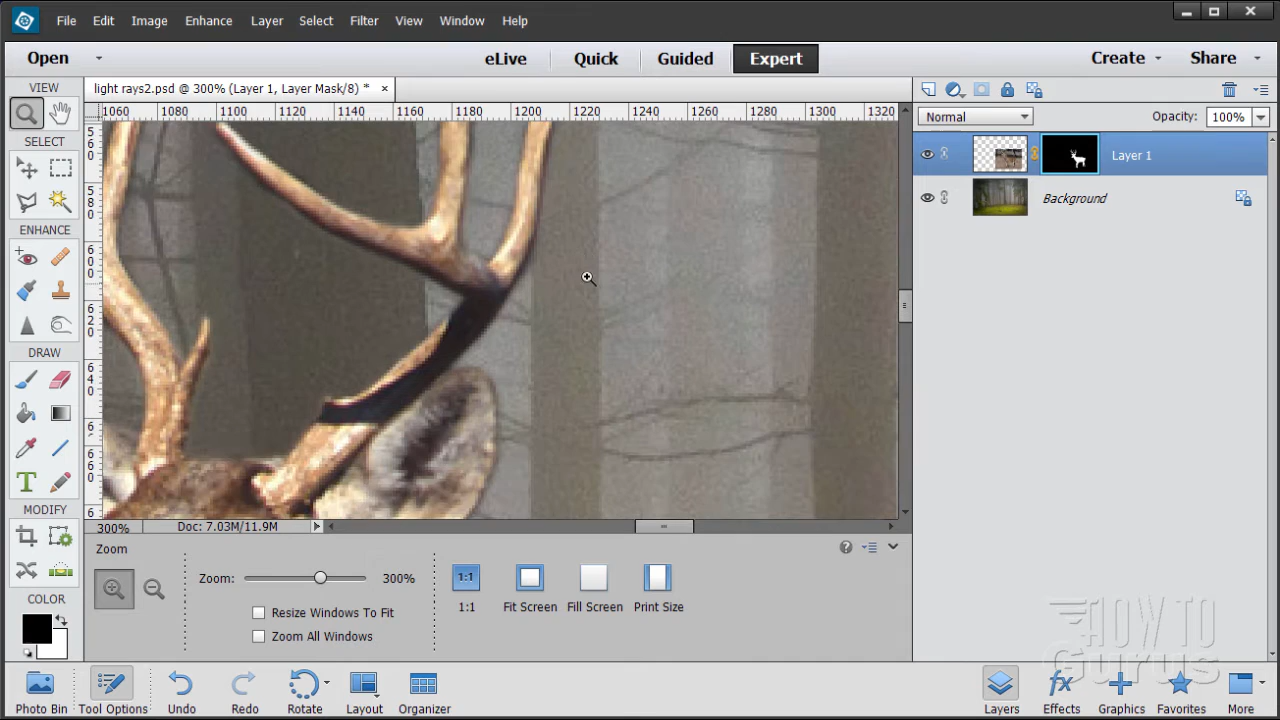 File Edit Image Enhance Layer Select Filter View Window Help
Open eLive Quick Guided Expert Create Share
VIEW
light rays2.psd @ 300% (Layer 1, Layer Mask/8) * ×
1060 1080 1100 1120 1140 1160 1180 1200 1220 1240 1260 1280 1300 1320
Normal Opacity: 100%
SELECT
Layer 1
Background
ENHANCE
DRAW
T
MODIFY
300% Doc: 7.03M/11.9M
Zoom
Zoom: 300%
1:1 Fit Screen Fill Screen Print Size
Resize Windows To Fit
Zoom All Windows
COLOR
HOW TO
Gurus
Photo Bin Tool Options Undo Redo Rotate Layout Organizer Layers Effects Graphics Favorites More